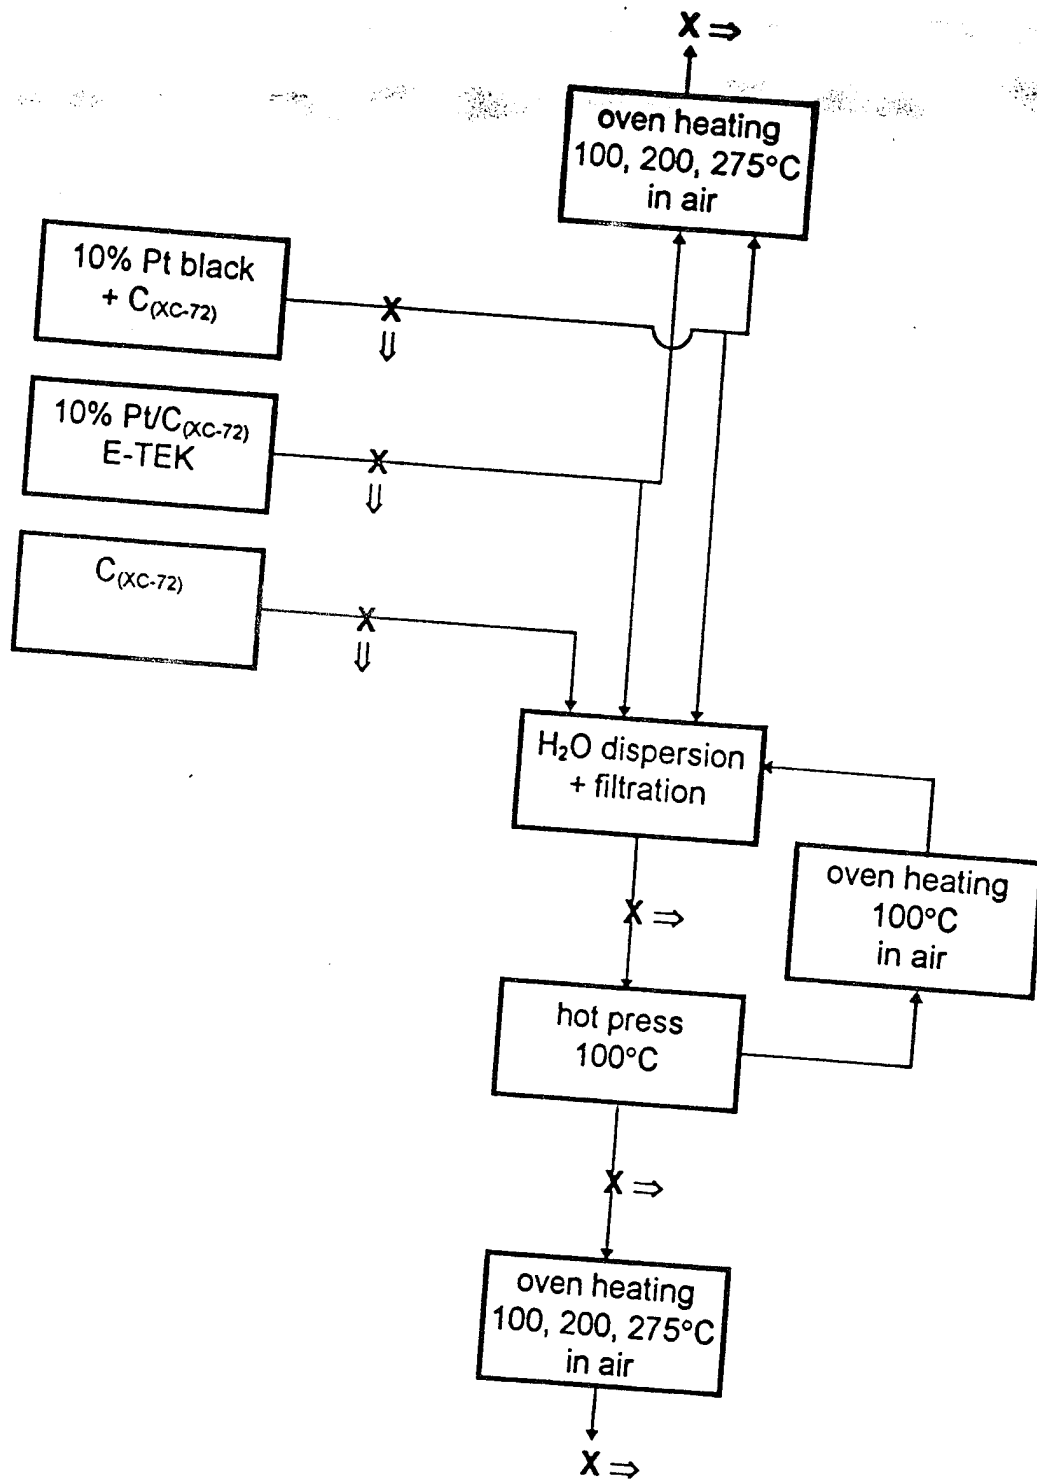 X ⇒
oven heating
100, 200, 275°C
in air
10% Pt black
+ C(XC-72)
X
⇓
10% Pt/C(XC-72)
E-TEK
X
⇓
C(XC-72)
X
⇓
H₂O dispersion
+ filtration
oven heating
100°C
in air
X ⇒
hot press
100°C
X ⇒
oven heating
100, 200, 275°C
in air
X ⇒